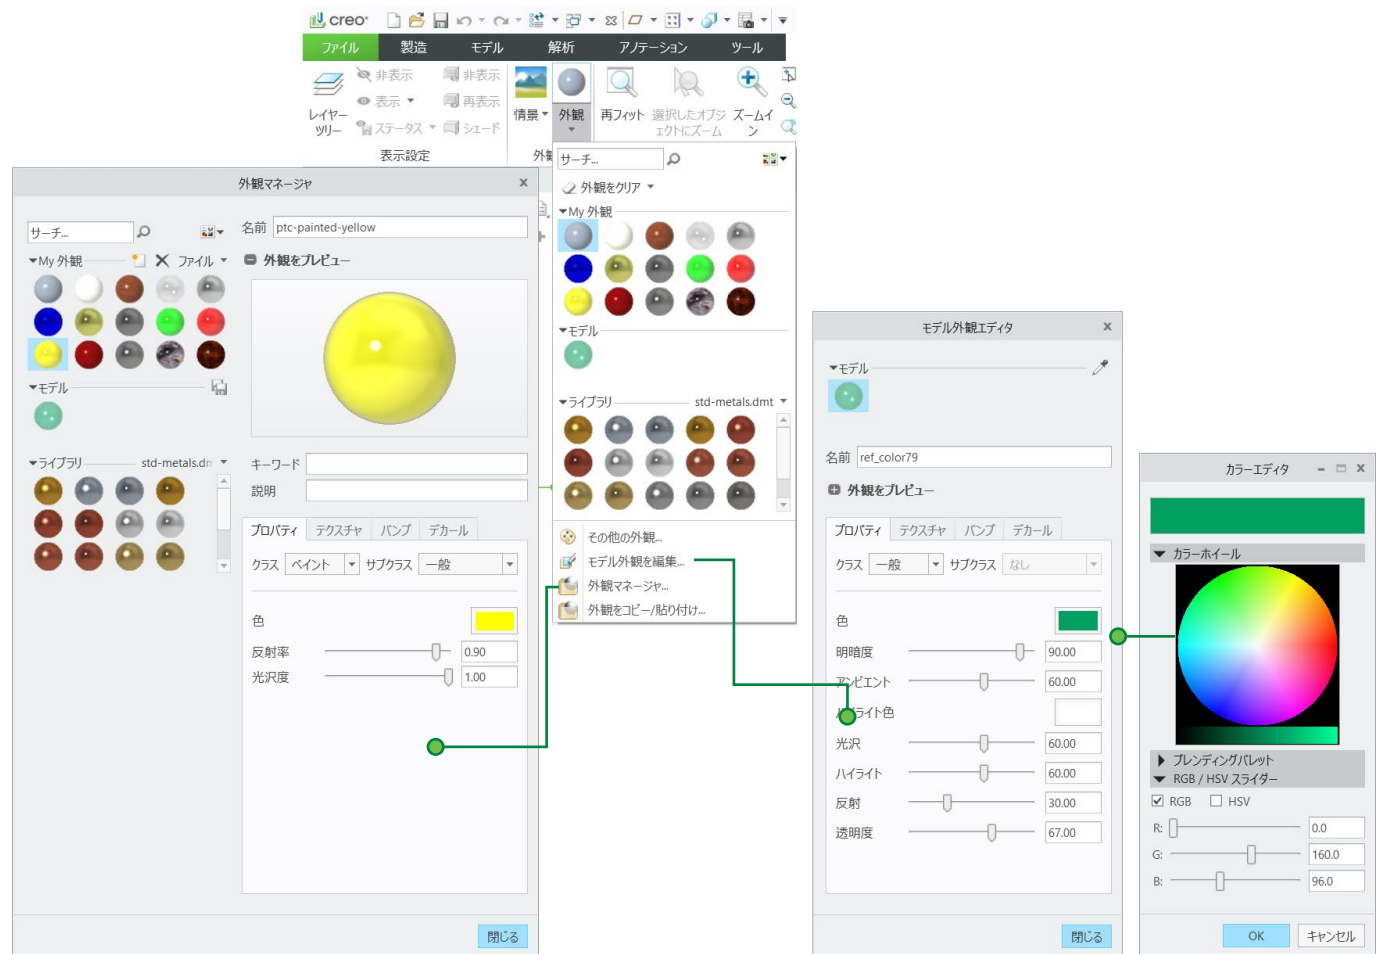 creo
ファイル 製造 モデル 解析 アノテーション ツール
レイヤー
ツリー
非表示
表示
ステータス
非表示
再表示
シェード
情景
外観
再フィット
選択したオブジ
ェクトにズーム
ズームイ
ン
表示設定
外観
サーチ...
外観をクリア
My 外観
モデル
ライブラリ std-metals.dmt
その他の外観...
モデル外観を編集...
外観マネージャ...
外観をコピー/貼り付け...
外観マネージャ
サーチ...
My 外観 ファイル
モデル
ライブラリ std-metals.dm
名前 ptc-painted-yellow
外観をプレビュー
キーワード
説明
プロパティ テクスチャ バンプ デカール
クラス ペイント サブクラス 一般
色
反射率 0.90
光沢度 1.00
閉じる
モデル外観エディタ
モデル
名前 ref_color79
外観をプレビュー
プロパティ テクスチャ バンプ デカール
クラス 一般 サブクラス なし
色
明暗度 90.00
アンビエント 60.00
ハイライト色
光沢 60.00
ハイライト 60.00
反射 30.00
透明度 67.00
閉じる
カラーエディタ
カラーホイール
ブレンディングパレット
RGB / HSV スライダー
RGB HSV
R: 0.0
G: 160.0
B: 96.0
OK キャンセル